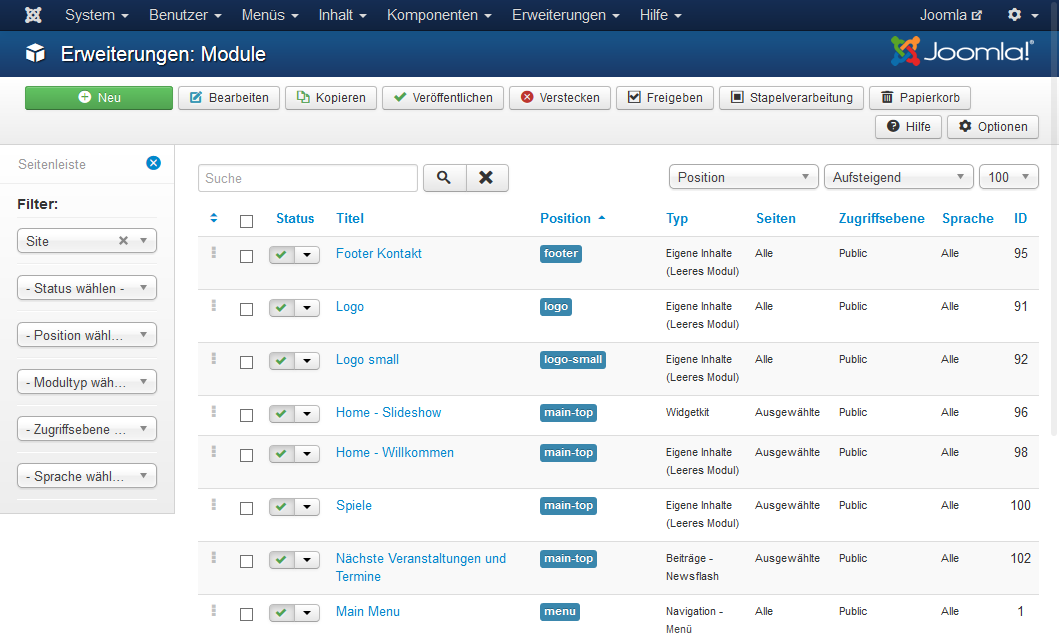 System Benutzer Menüs Inhalt Komponenten Erweiterungen Hilfe Joomla
Erweiterungen: Module Joomla!®
Neu Bearbeiten Kopieren Veröffentlichen Verstecken Freigeben Stapelverarbeitung Papierkorb
Hilfe Optionen
Seitenleiste
Filter:
Site
- Status wählen -
- Position wähl...
- Modultyp wäh...
- Zugriffsebene ...
- Sprache wähl...
Suche Position Aufsteigend 100
Status Titel Position Typ Seiten Zugriffsebene Sprache ID
Footer Kontakt footer Eigene Inhalte Alle Public Alle 95
(Leeres Modul)
Logo logo Eigene Inhalte Alle Public Alle 91
(Leeres Modul)
Logo small logo-small Eigene Inhalte Alle Public Alle 92
(Leeres Modul)
Home - Slideshow main-top Widgetkit Ausgewählte Public Alle 96
Home - Willkommen main-top Eigene Inhalte Ausgewählte Public Alle 98
(Leeres Modul)
Spiele main-top Eigene Inhalte Ausgewählte Public Alle 100
(Leeres Modul)
Nächste Veranstaltungen und main-top Beiträge - Ausgewählte Public Alle 102
Termine Newsflash
Main Menu menu Navigation - Alle Public Alle 1
Menü